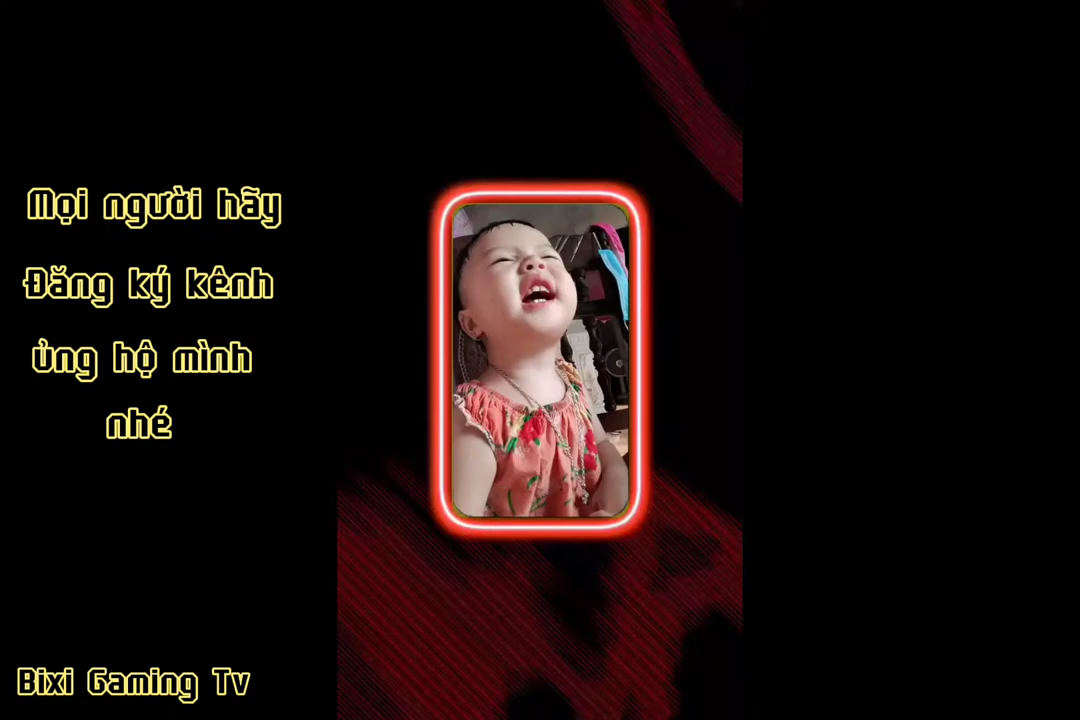 Mọi người hãy
Đăng ký kênh
ủng hộ mình
nhé
Bixi Gaming Tv